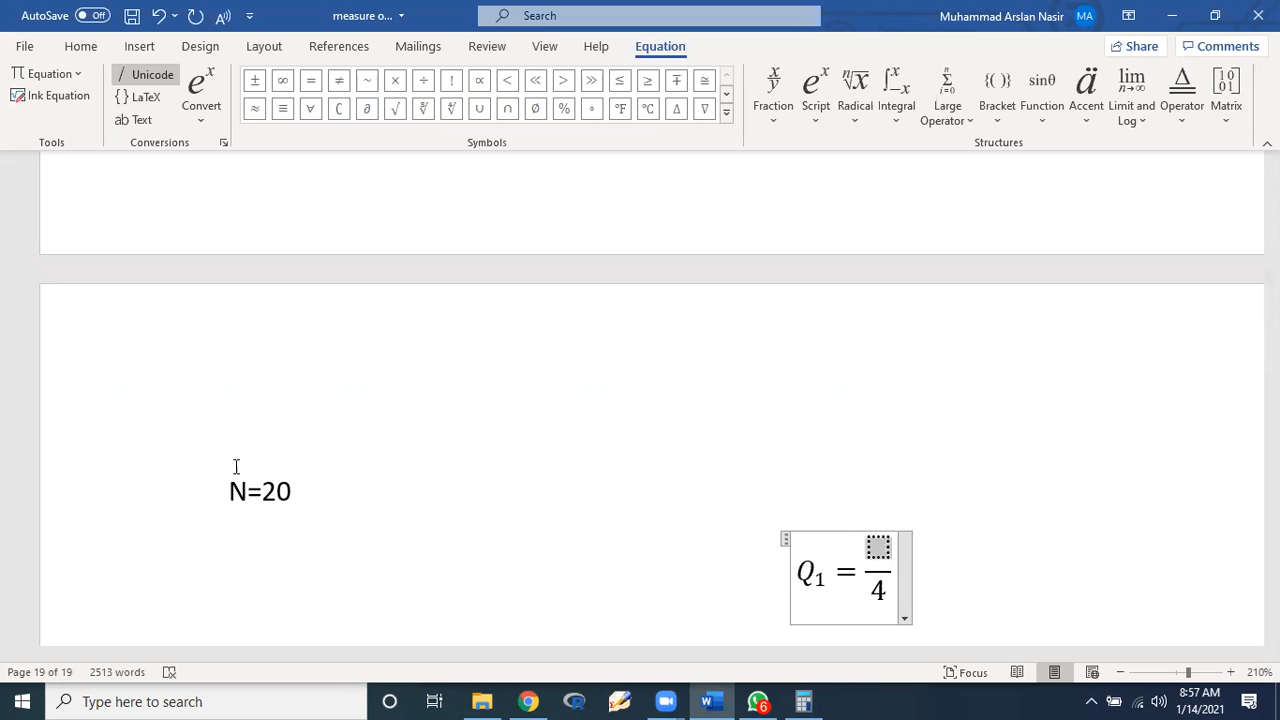 AutoSave Off measure o... Search Muhammad Arslan Nasir MA
File Home Insert Design Layout References Mailings Review View Help Equation Share Comments
π Equation Unicode
{} LaTeX
Ink Equation
ab Text
eˣ Convert
± ∞ = ≠ ~ × ÷ ! ∝ < ≪ > ≫ ≤ ≥ ∓ ≅
≈ ≡ ∀ ∁ ∂ √ ∛ ∜ ∪ ∩ ∅ % ° °F °C ∆ ∇
Fraction Script Radical Integral Large Operator Bracket Function Accent Limit and Log Operator Matrix
Tools Conversions Symbols Structures
N=20
Q₁ = /4
Page 19 of 19 2513 words Focus 210%
Type here to search
6
8:57 AM
1/14/2021